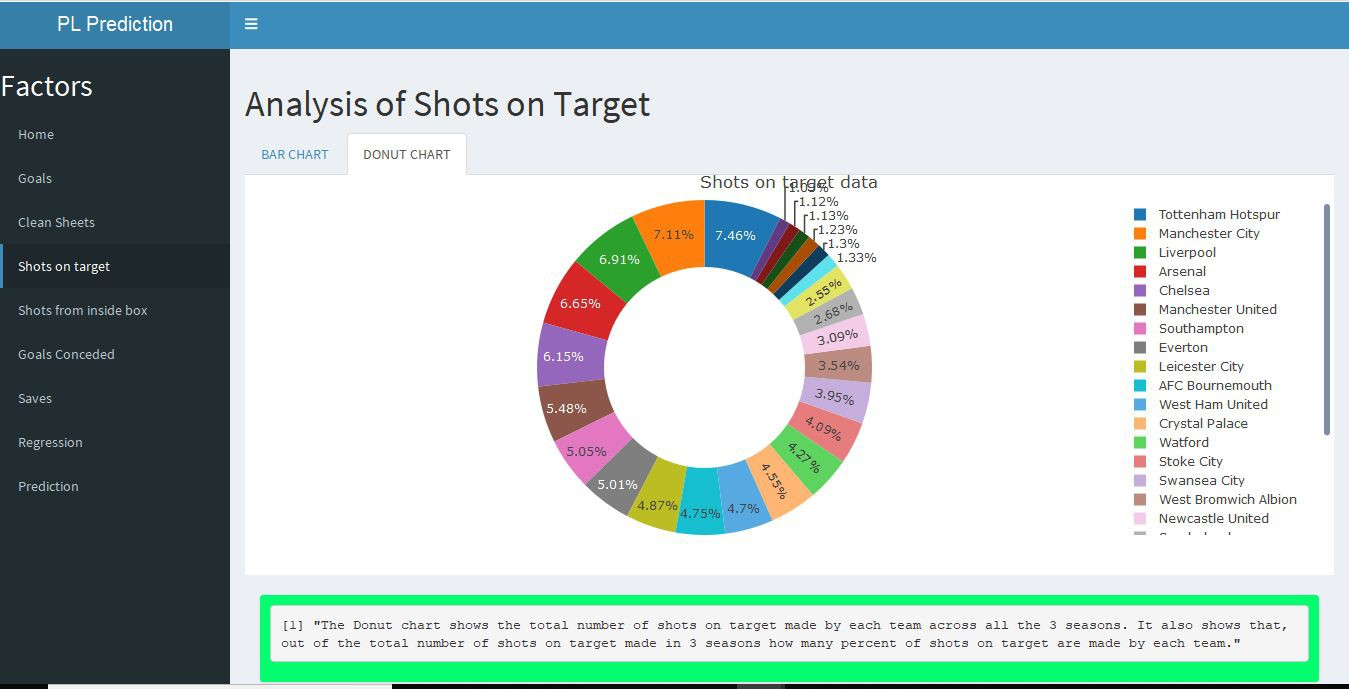 PL Prediction
Factors
Home
Goals
Clean Sheets
Shots on target
Shots from inside box
Goals Conceded
Saves
Regression
Prediction
Analysis of Shots on Target
BAR CHART
DONUT CHART
Shots on target data
7.46%
7.11%
6.91%
6.65%
6.15%
5.48%
5.05%
5.01%
4.87%
4.75%
4.7%
4.55%
4.27%
4.09%
3.95%
3.54%
3.09%
2.68%
2.55%
1.33%
1.3%
1.23%
1.13%
1.12%
Tottenham Hotspur
Manchester City
Liverpool
Arsenal
Chelsea
Manchester United
Southampton
Everton
Leicester City
AFC Bournemouth
West Ham United
Crystal Palace
Watford
Stoke City
Swansea City
West Bromwich Albion
Newcastle United
[1] "The Donut chart shows the total number of shots on target made by each team across all the 3 seasons. It also shows that,
out of the total number of shots on target made in 3 seasons how many percent of shots on target are made by each team."